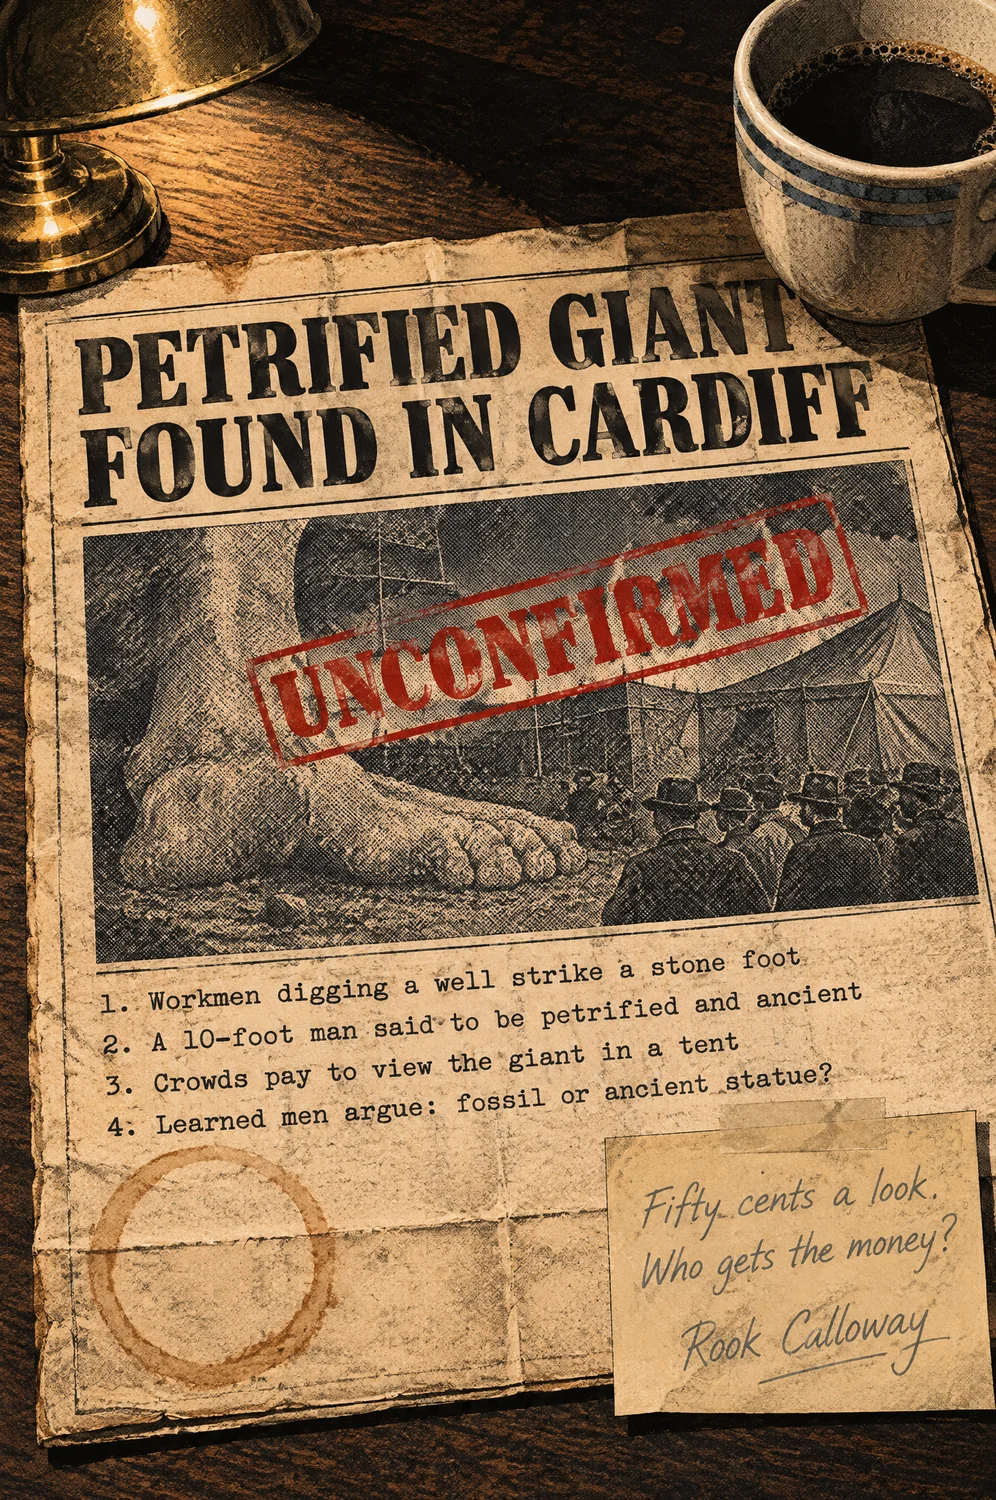 PETRIFIED GIANT
FOUND IN CARDIFF
UNCONFIRMED
1. Workmen digging a well strike a stone foot
2. A 10-foot man said to be petrified and ancient
3. Crowds pay to view the giant in a tent
4. Learned men argue: fossil or ancient statue?
Fifty cents a look.
Who gets the money?
Rook Calloway